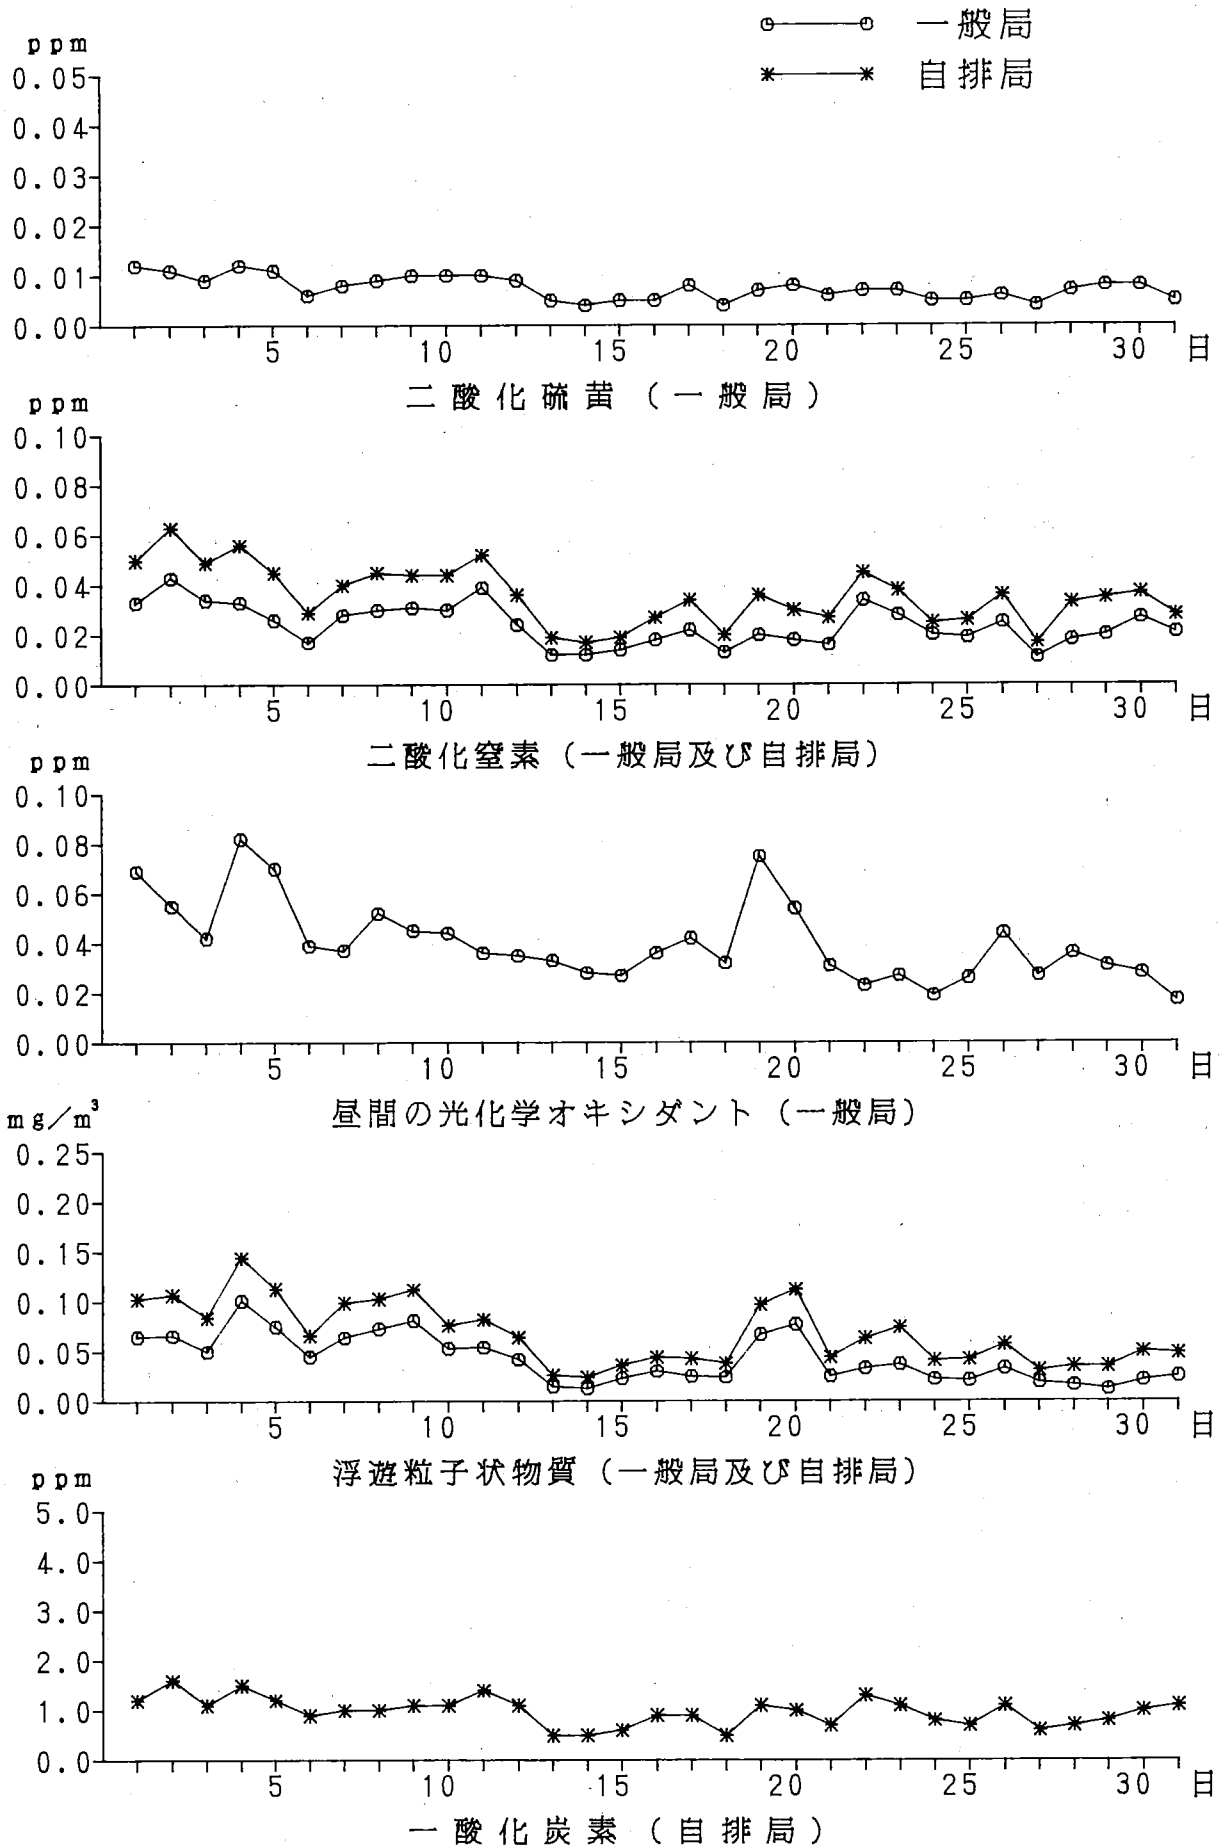 一般局
自排局
ppm
0.05
0.04
0.03
0.02
0.01
0.00
5 10 15 20 25 30 日
二酸化硫黄(一般局)
ppm
0.10
0.08
0.06
0.04
0.02
0.00
5 10 15 20 25 30 日
二酸化窒素(一般局及び自排局)
ppm
0.10
0.08
0.06
0.04
0.02
0.00
5 10 15 20 25 30 日
昼間の光化学オキシダント(一般局)
mg/m³
0.25
0.20
0.15
0.10
0.05
0.00
5 10 15 20 25 30 日
浮遊粒子状物質(一般局及び自排局)
ppm
5.0
4.0
3.0
2.0
1.0
0.0
5 10 15 20 25 30 日
一酸化炭素(自排局)